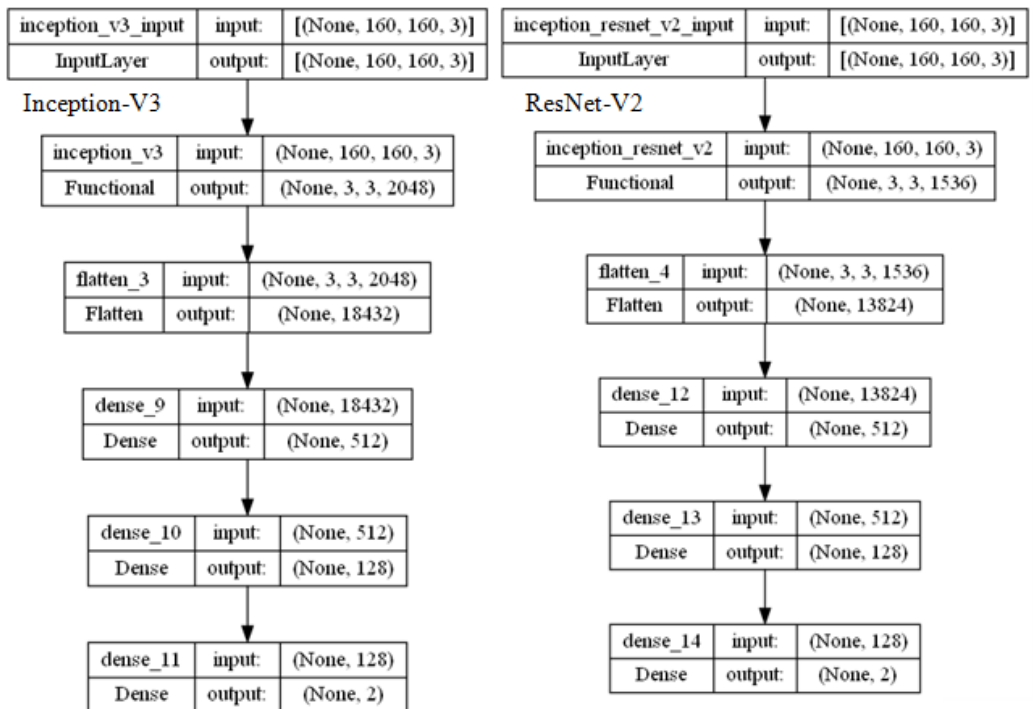 inception_v3_input input: [(None, 160, 160, 3)]
InputLayer output: [(None, 160, 160, 3)]
Inception-V3
inception_v3 input: (None, 160, 160, 3)
Functional output: (None, 3, 3, 2048)
flatten_3 input: (None, 3, 3, 2048)
Flatten output: (None, 18432)
dense_9 input: (None, 18432)
Dense output: (None, 512)
dense_10 input: (None, 512)
Dense output: (None, 128)
dense_11 input: (None, 128)
Dense output: (None, 2)
inception_resnet_v2_input input: [(None, 160, 160, 3)]
InputLayer output: [(None, 160, 160, 3)]
ResNet-V2
inception_resnet_v2 input: (None, 160, 160, 3)
Functional output: (None, 3, 3, 1536)
flatten_4 input: (None, 3, 3, 1536)
Flatten output: (None, 13824)
dense_12 input: (None, 13824)
Dense output: (None, 512)
dense_13 input: (None, 512)
Dense output: (None, 128)
dense_14 input: (None, 128)
Dense output: (None, 2)